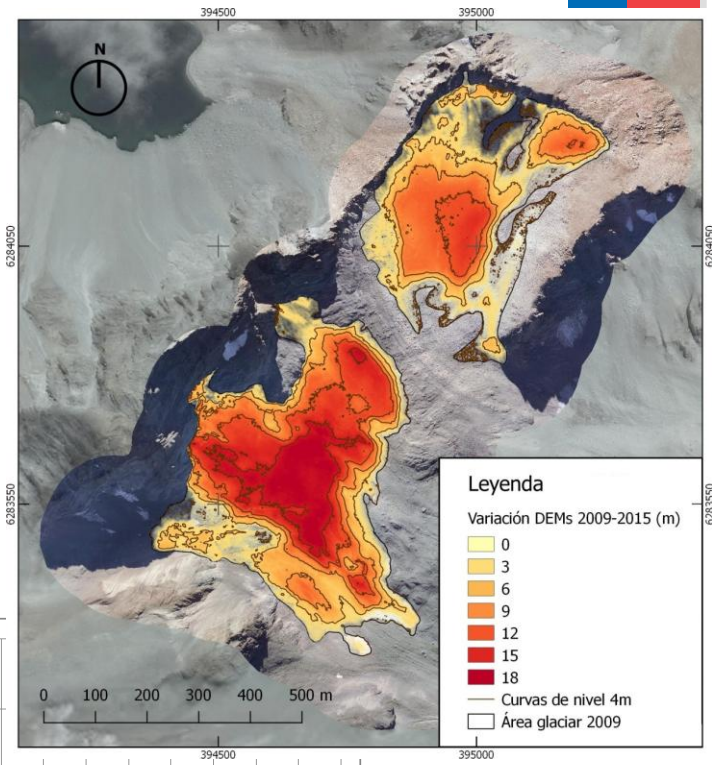 394500
395000
N
6284050
6284050
6283550
6283550
Leyenda
Variación DEMs 2009-2015 (m)
0
3
6
9
12
15
18
Curvas de nivel 4m
Área glaciar 2009
0 100 200 300 400 500 m
394500
395000